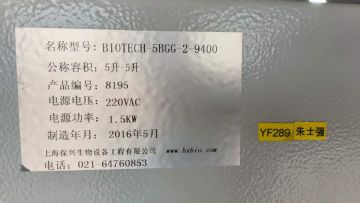 名称型号：BIOTECH-5BGG-2-9400
公称容积：5升-5升
产品编号：8195
电源电压：220VAC
电源功率：1.5KW
制造年月：2016年5月
上海保兴生物设备工程有限公司 www.bxbio.com
电话：021-64760853
YF289 朱士强